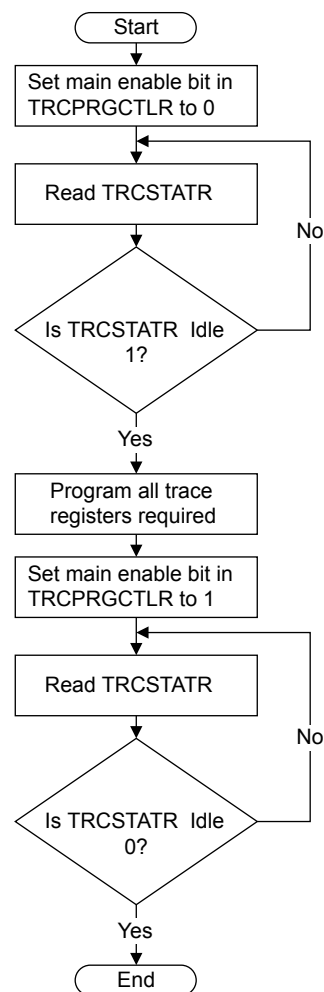 Start
Set main enable bit in
TRCPRGCTLR to 0
Read TRCSTATR
No
Is TRCSTATR Idle
1?
Yes
Program all trace
registers required
Set main enable bit in
TRCPRGCTLR to 1
Read TRCSTATR
No
Is TRCSTATR Idle
0?
Yes
End